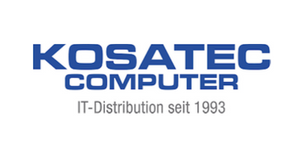 KOSATEC
COMPUTER
IT-Distribution seit 1993